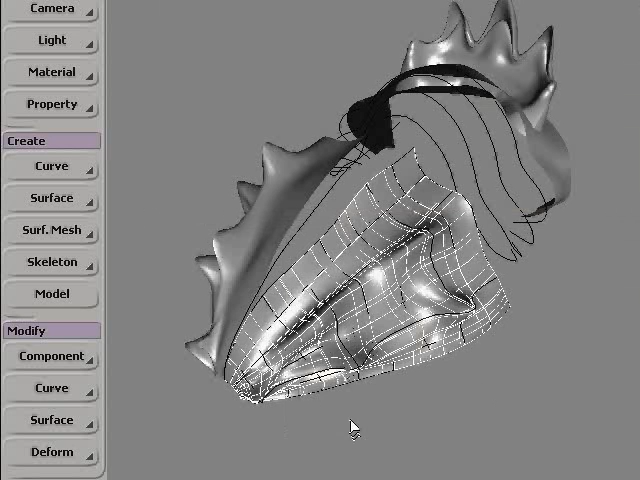 Camera
Light
Material
Property
Create
Curve
Surface
Surf. Mesh
Skeleton
Model
Modify
Component
Curve
Surface
Deform